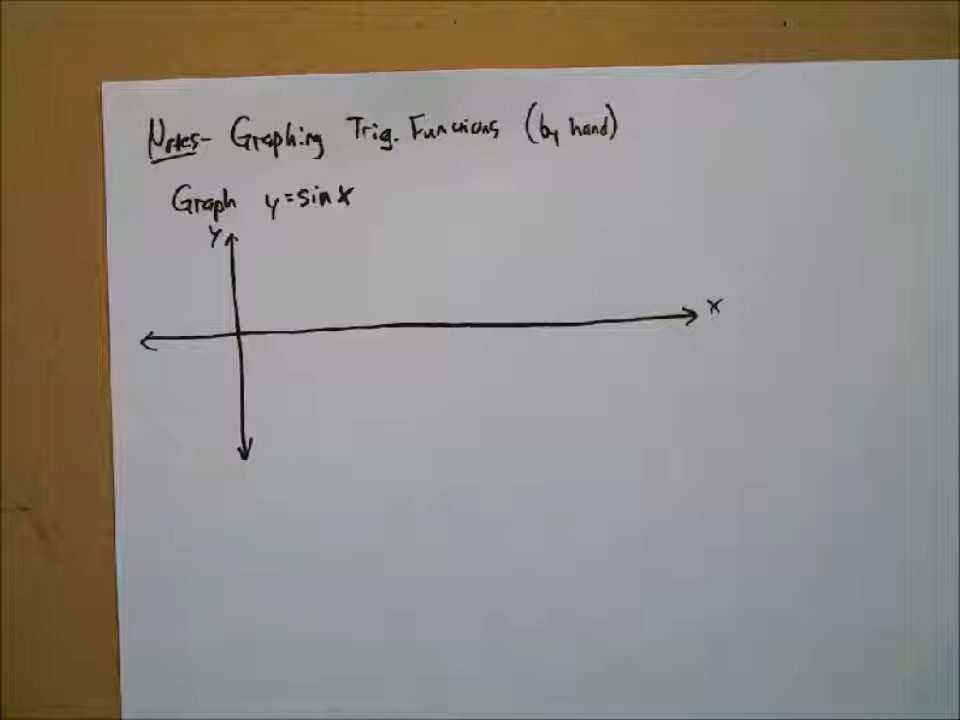 Notes- Graphing Trig. Functions (by hand)
Graph y=sin x
y
x